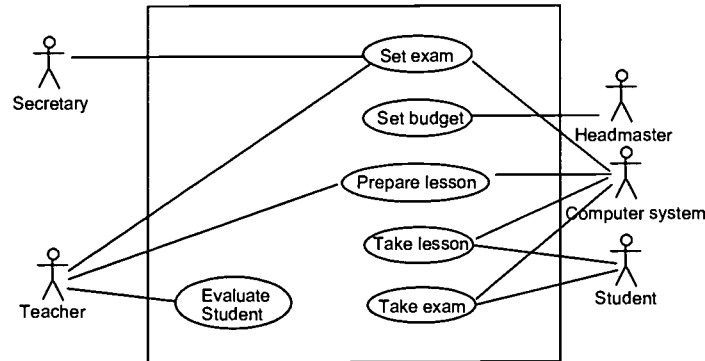 Set exam
Secretary
Set budget
Headmaster
Prepare lesson
Computer system
Take lesson
Evaluate
Student
Take exam
Teacher
Student